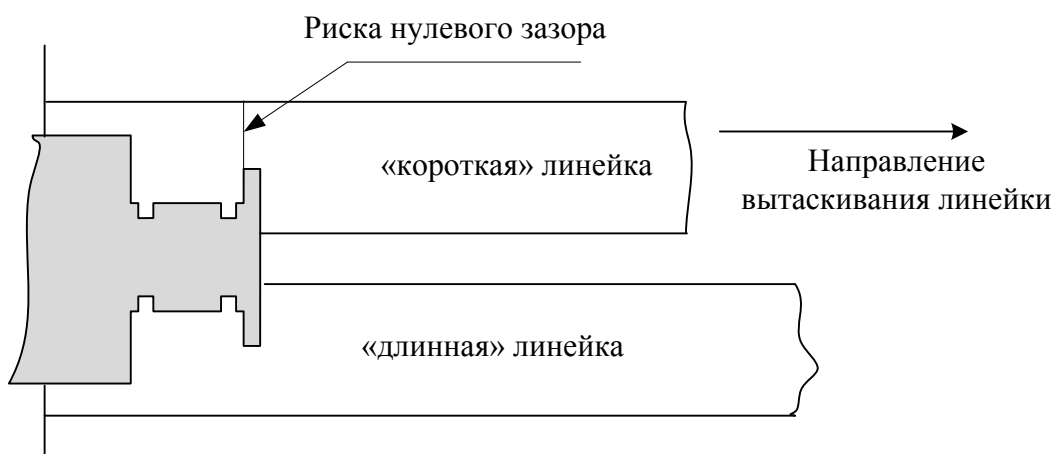 Риска нулевого зазора
«короткая» линейка
Направление
вытаскивания линейки
«длинная» линейка